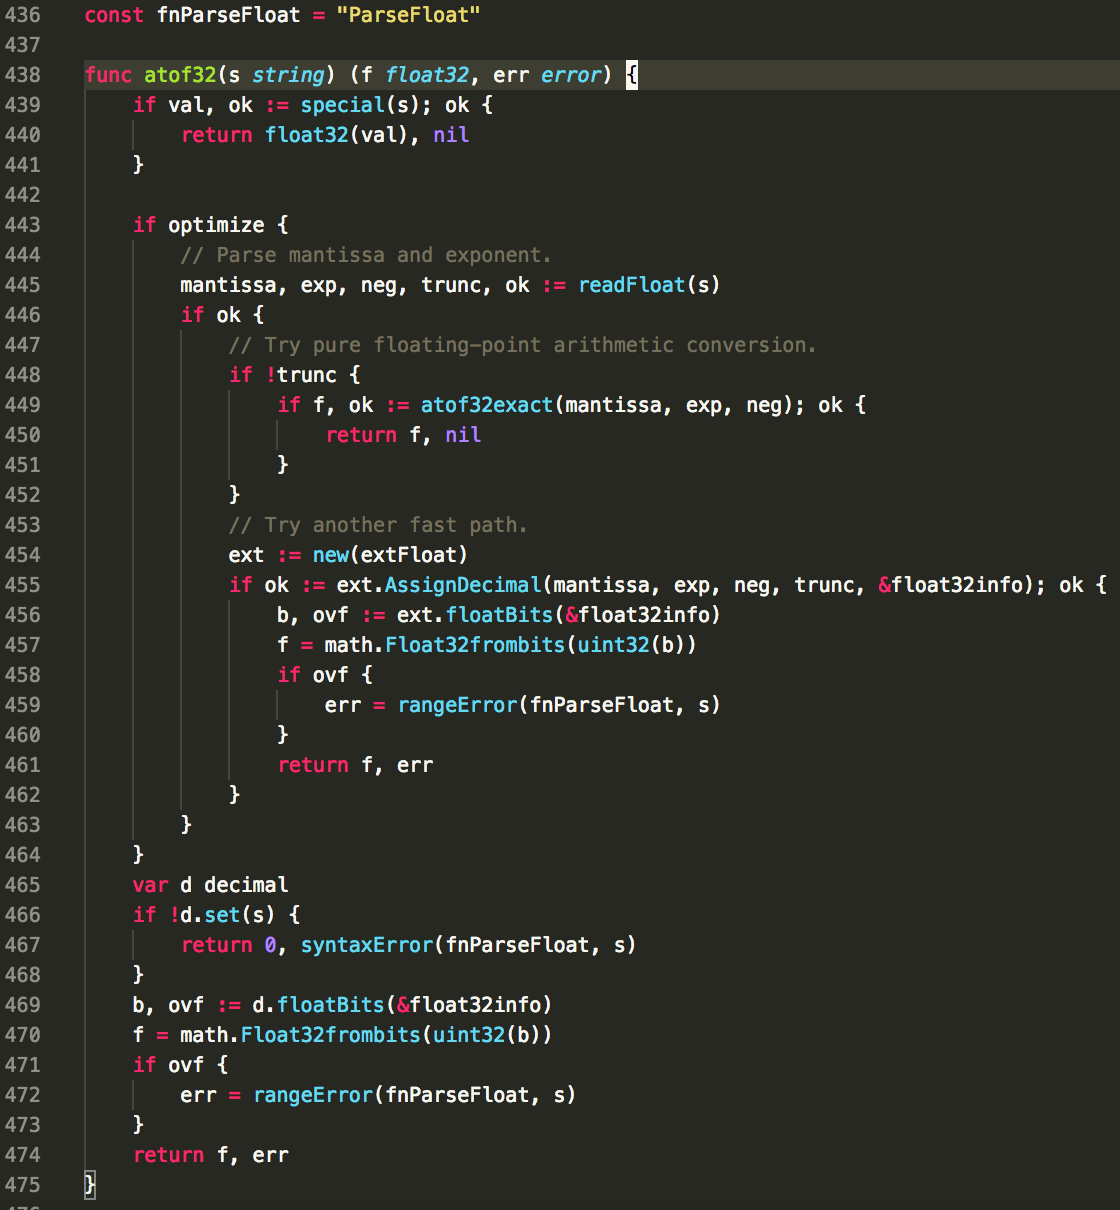 436 const fnParseFloat = "ParseFloat"
437
438 func atof32(s string) (f float32, err error) {
439     if val, ok := special(s); ok {
440         return float32(val), nil
441     }
442
443     if optimize {
444         // Parse mantissa and exponent.
445         mantissa, exp, neg, trunc, ok := readFloat(s)
446         if ok {
447             // Try pure floating-point arithmetic conversion.
448             if !trunc {
449                 if f, ok := atof32exact(mantissa, exp, neg); ok {
450                     return f, nil
451                 }
452             }
453             // Try another fast path.
454             ext := new(extFloat)
455             if ok := ext.AssignDecimal(mantissa, exp, neg, trunc, &float32info); ok {
456                 b, ovf := ext.floatBits(&float32info)
457                 f = math.Float32frombits(uint32(b))
458                 if ovf {
459                     err = rangeError(fnParseFloat, s)
460                 }
461                 return f, err
462             }
463         }
464     }
465     var d decimal
466     if !d.set(s) {
467         return 0, syntaxError(fnParseFloat, s)
468     }
469     b, ovf := d.floatBits(&float32info)
470     f = math.Float32frombits(uint32(b))
471     if ovf {
472         err = rangeError(fnParseFloat, s)
473     }
474     return f, err
475 }